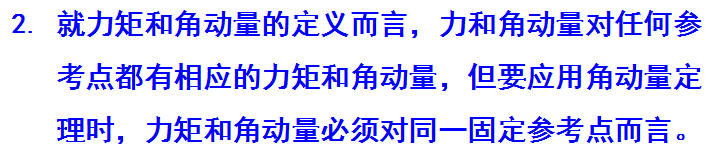 2. 就力矩和角动量的定义而言，力和角动量对任何参
考点都有相应的力矩和角动量，但要应用角动量定
理时，力矩和角动量必须对同一固定参考点而言。